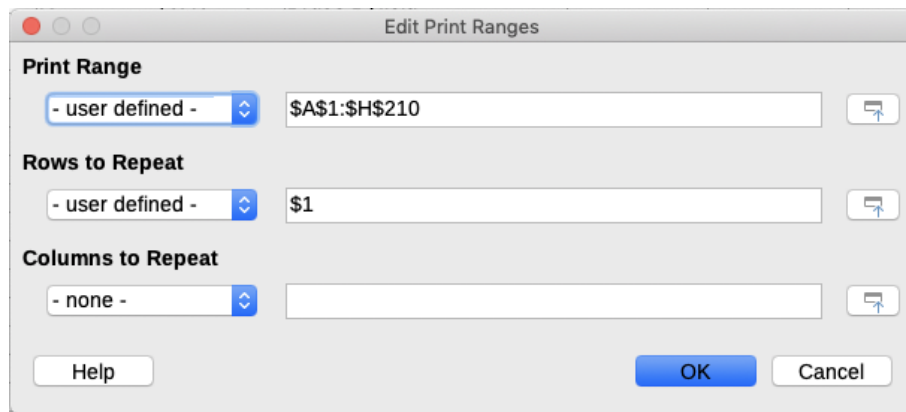 Edit Print Ranges
Print Range
- user defined - $A$1:$H$210
Rows to Repeat
- user defined - $1
Columns to Repeat
- none -
Help OK Cancel